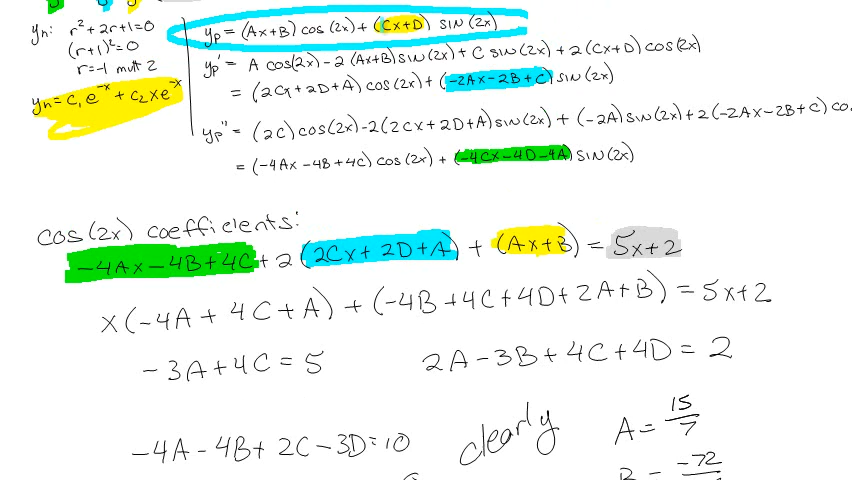 yₕ: r² + 2r + 1 = 0
(r+1)² = 0
r = -1 mult 2
yₕ = c₁e⁻ˣ + c₂xe⁻ˣ
yp = (Ax+B) cos(2x) + (Cx+D) SIN(2x)
yp' = A cos(2x) - 2(Ax+B) sin(2x) + C sin(2x) + 2(Cx+D) cos(2x)
= (2Cx+2D+A) cos(2x) + (-2Ax-2B+C) sin(2x)
yp" = (2C) cos(2x) - 2(2Cx+2D+A) sin(2x) + (-2A) sin(2x) + 2(-2Ax-2B+C) co
= (-4Ax-4B+4C) cos(2x) + (-4Cx-4D-4A) SIN(2x)
cos(2x) coefficients:
-4Ax-4B+4C + 2(2Cx+2D+A) + (Ax+B) = 5x+2
x(-4A+4C+A) + (-4B+4C+4D+2A+B) = 5x+2
-3A+4C = 5 2A-3B+4C+4D = 2
-4A-4B+2C-3D=10 clearly A = 15/7
B = -72